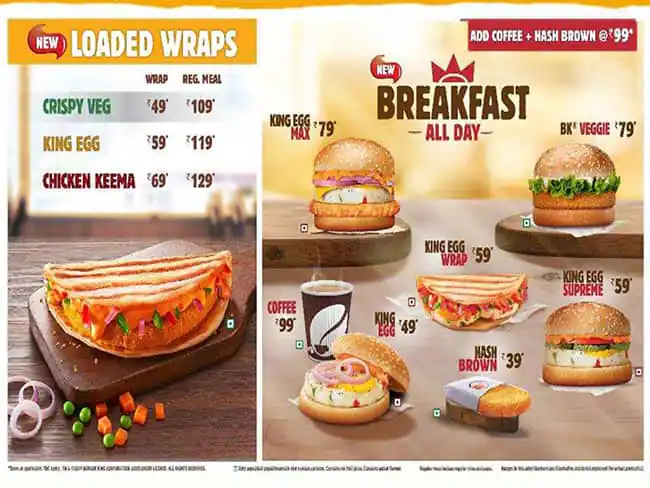 NEW LOADED WRAPS
WRAP REG. MEAL
CRISPY VEG ₹49* ₹109*
KING EGG ₹59* ₹119*
CHICKEN KEEMA ₹69* ₹129*
ADD COFFEE + HASH BROWN @ ₹99*
NEW
BREAKFAST
ALL DAY
KING EGG
MAX ₹79*
BK® VEGGIE ₹79*
KING EGG
WRAP ₹59*
KING EGG
SUPREME ₹59*
COFFEE
₹99*
KING
EGG ₹49*
HASH
BROWN ₹39*